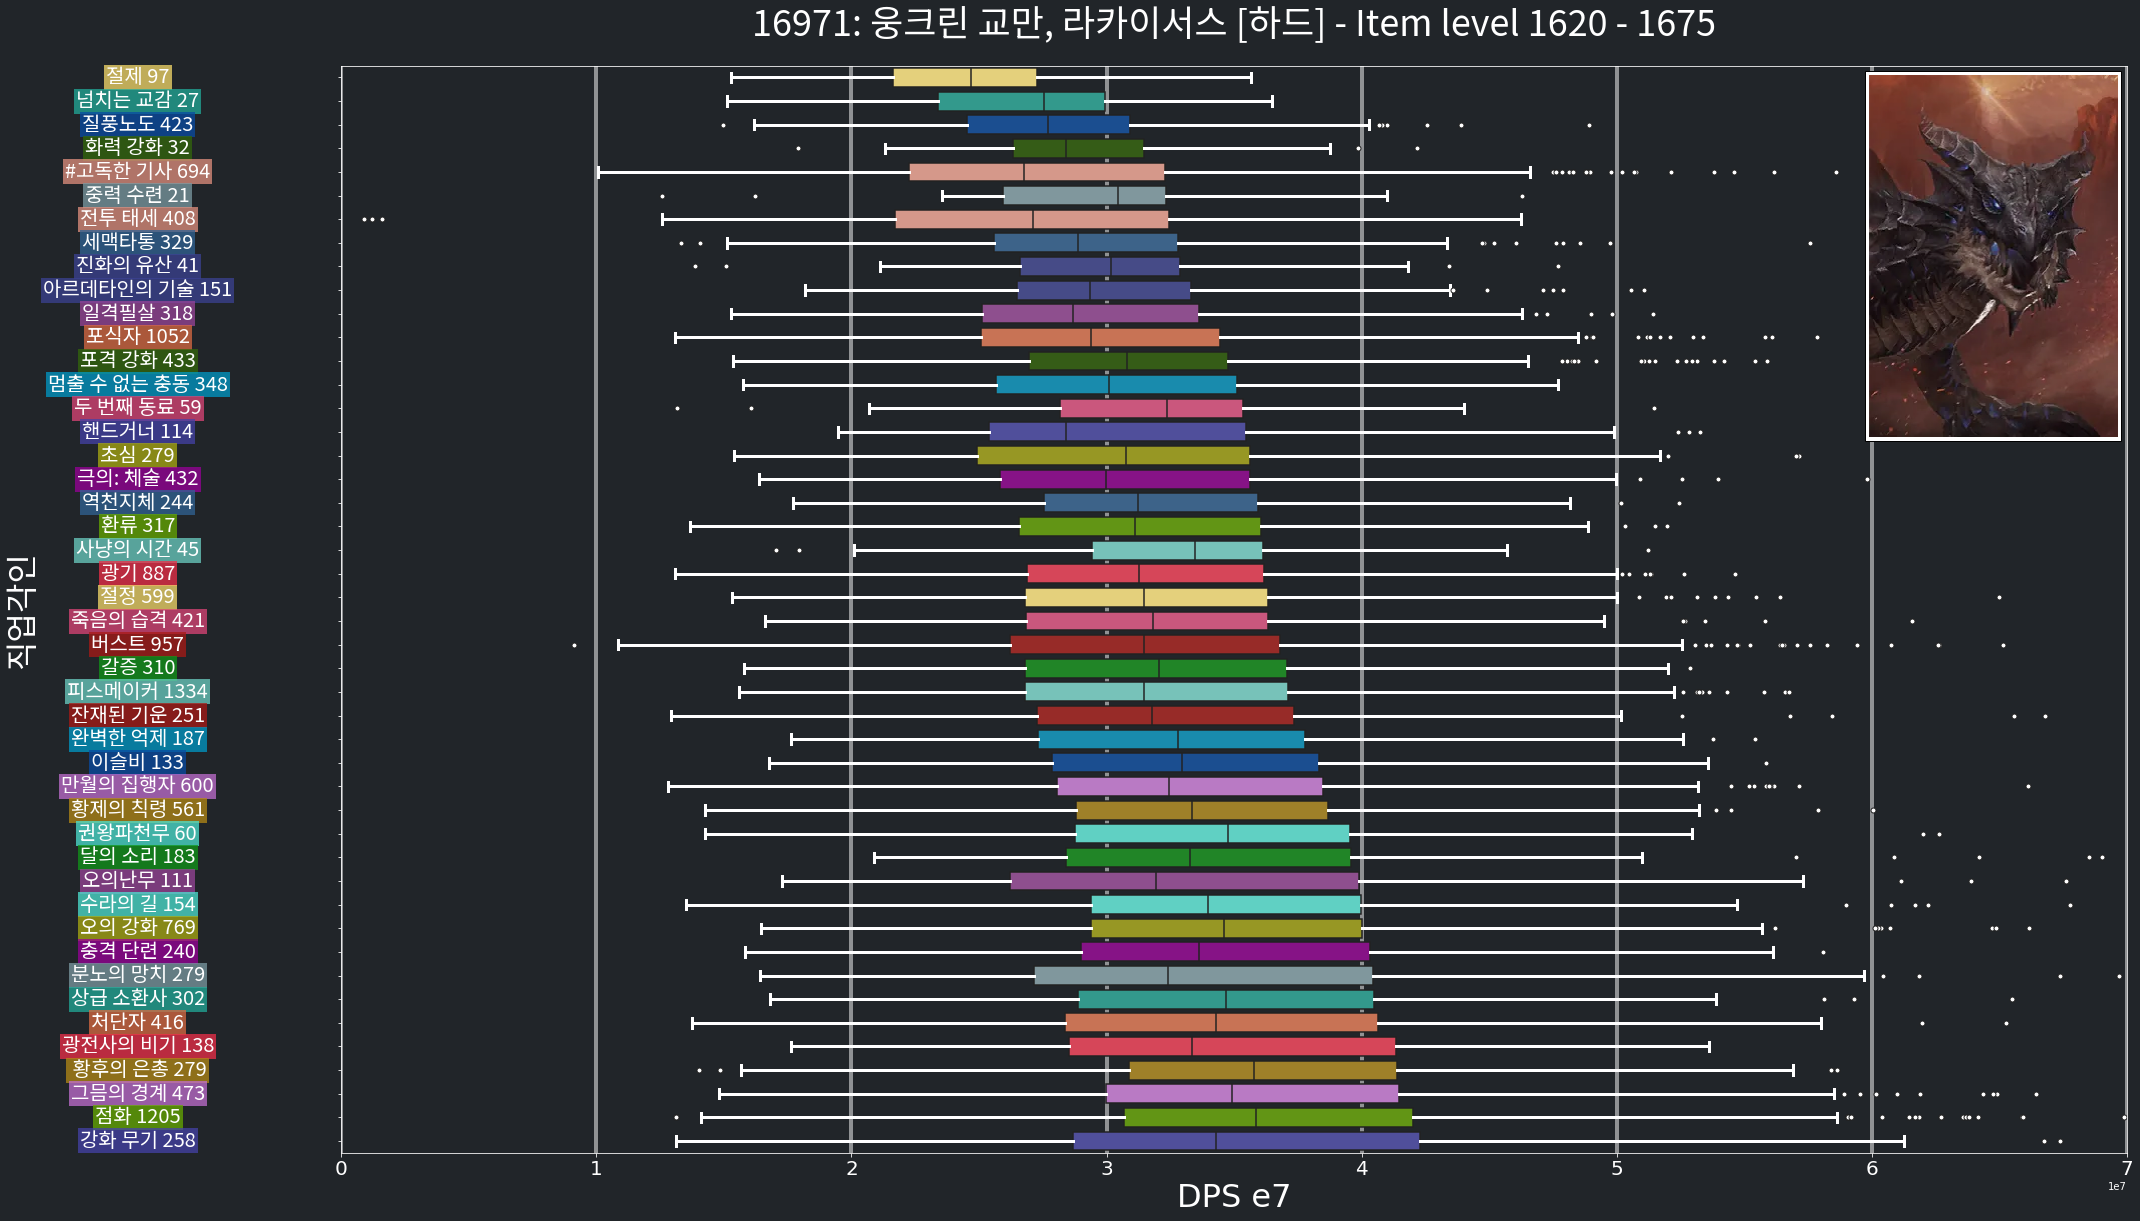 16971: 웅크린 교만, 라카이서스 [하드] - Item level 1620 - 1675
절제 97
넘치는 교감 27
질풍노도 423
화력 강화 32
#고독한 기사 694
중력 수련 21
전투 태세 408
세맥타통 329
진화의 유산 41
아르데타인의 기술 151
일격필살 318
포식자 1052
포격 강화 433
멈출 수 없는 충동 348
두 번째 동료 59
핸드거너 114
초심 279
극의: 체술 432
역천지체 244
환류 317
사냥의 시간 45
광기 887
절정 599
죽음의 습격 421
버스트 957
갈증 310
피스메이커 1334
잔재된 기운 251
완벽한 억제 187
이슬비 133
만월의 집행자 600
황제의 칙령 561
권왕파천무 60
달의 소리 183
오의난무 111
수라의 길 154
오의 강화 769
충격 단련 240
분노의 망치 279
상급 소환사 302
처단자 416
광전사의 비기 138
황후의 은총 279
그믐의 경계 473
점화 1205
강화 무기 258
직업각인
0 1 2 3 4 5 6 7
DPS e7
1e7